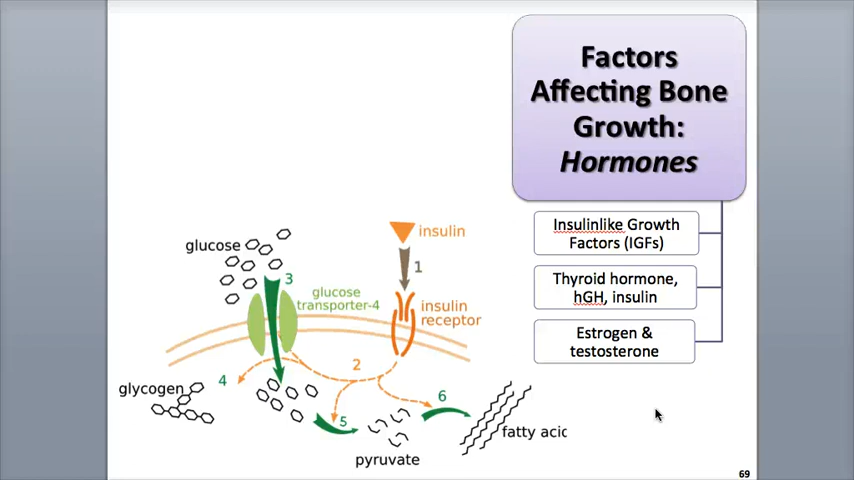 Factors
Affecting Bone
Growth:
Hormones
Insulinlike Growth
Factors (IGFs)
Thyroid hormone,
hGH, insulin
Estrogen &
testosterone
glucose
insulin
1
3
glucose
transporter-4
insulin
receptor
2
4
glycogen
5
6
pyruvate
fatty acid
69